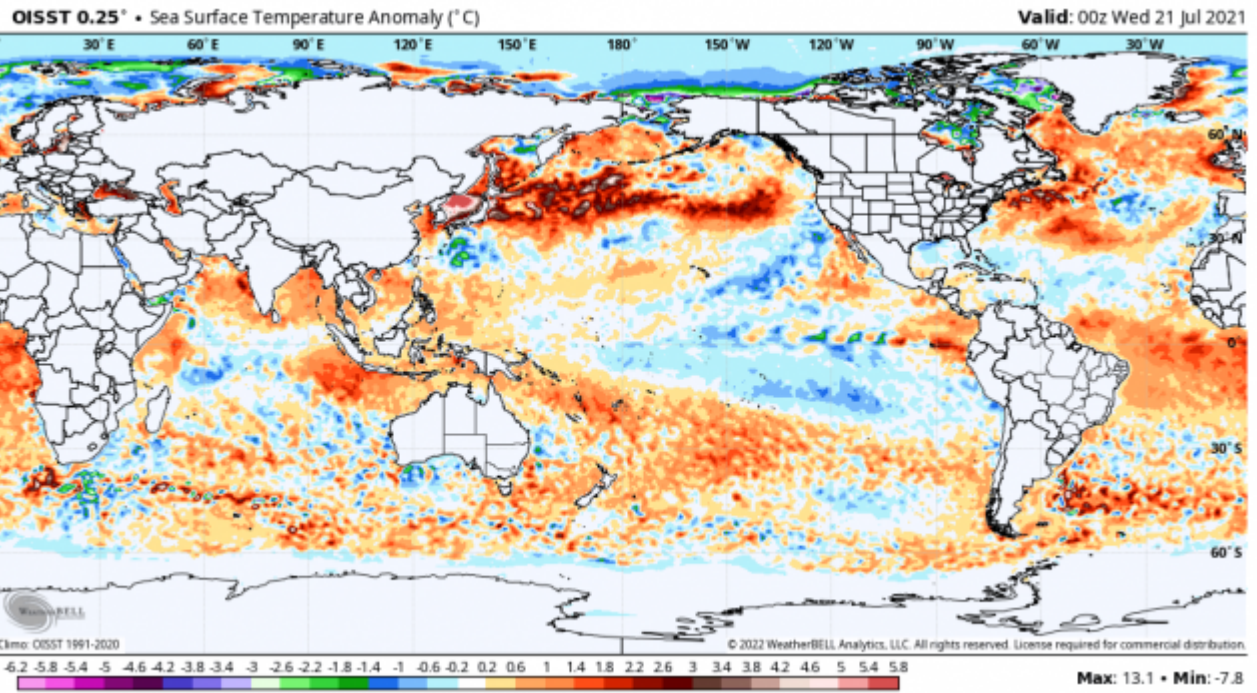 OISST 0.25° • Sea Surface Temperature Anomaly (°C) Valid: 00z Wed 21 Jul 2021
30°E 60°E 90°E 120°E 150°E 180° 150°W 120°W 90°W 60°W 30°W
60°N
30°N
0°
30°S
60°S
WeatherBELL
Climo: OISST 1991-2020 © 2022 WeatherBELL Analytics, LLC. All rights reserved. License required for commercial distribution.
-6.2 -5.8 -5.4 -5 -4.6 -4.2 -3.8 -3.4 -3 -2.6 -2.2 -1.8 -1.4 -1 -0.6 -0.2 0.2 0.6 1 1.4 1.8 2.2 2.6 3 3.4 3.8 4.2 4.6 5 5.4 5.8
Max: 13.1 • Min: -7.8